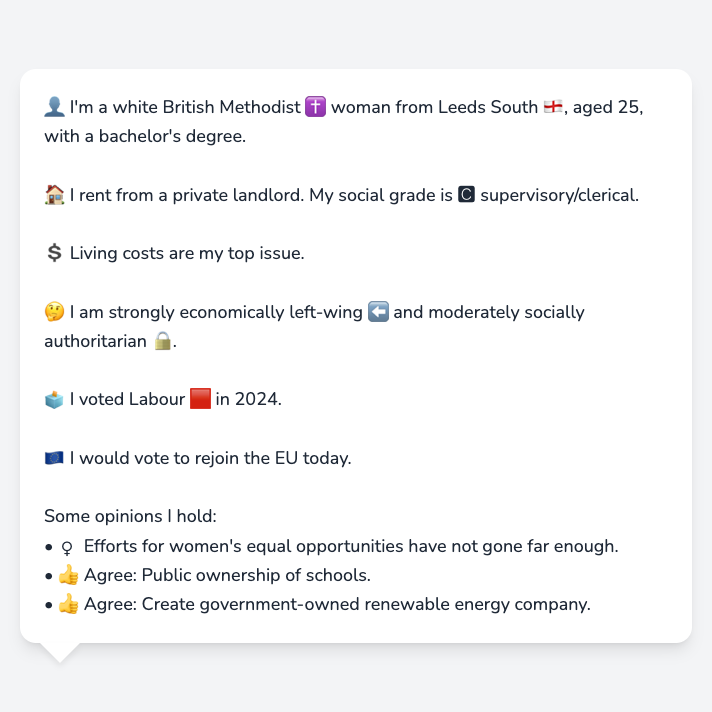 👤 I'm a white British Methodist ✝️ woman from Leeds South 🏴󠁧󠁢󠁥󠁮󠁧󠁿, aged 25,
with a bachelor's degree.
🏠 I rent from a private landlord. My social grade is 🅲 supervisory/clerical.
💲 Living costs are my top issue.
🤔 I am strongly economically left-wing ⬅️ and moderately socially
authoritarian 🔒.
🗳️ I voted Labour 🟥 in 2024.
🇪🇺 I would vote to rejoin the EU today.
Some opinions I hold:
• ♀ Efforts for women's equal opportunities have not gone far enough.
• 👍 Agree: Public ownership of schools.
• 👍 Agree: Create government-owned renewable energy company.